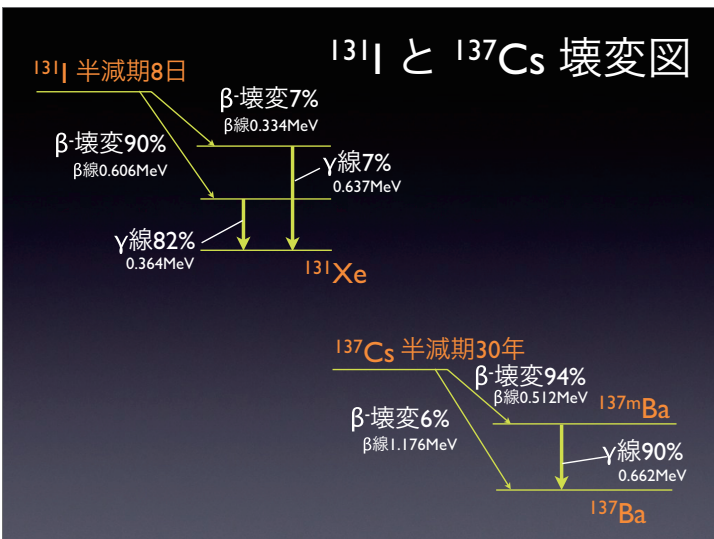 ¹³¹I と ¹³⁷Cs 壊変図
¹³¹I 半減期8日
β⁻壊変7%
β線0.334MeV
β⁻壊変90%
β線0.606MeV
γ線7%
0.637MeV
γ線82%
0.364MeV
¹³¹Xe
¹³⁷Cs 半減期30年
β⁻壊変94%
β線0.512MeV
¹³⁷ᵐBa
β⁻壊変6%
β線1.176MeV
γ線90%
0.662MeV
¹³⁷Ba